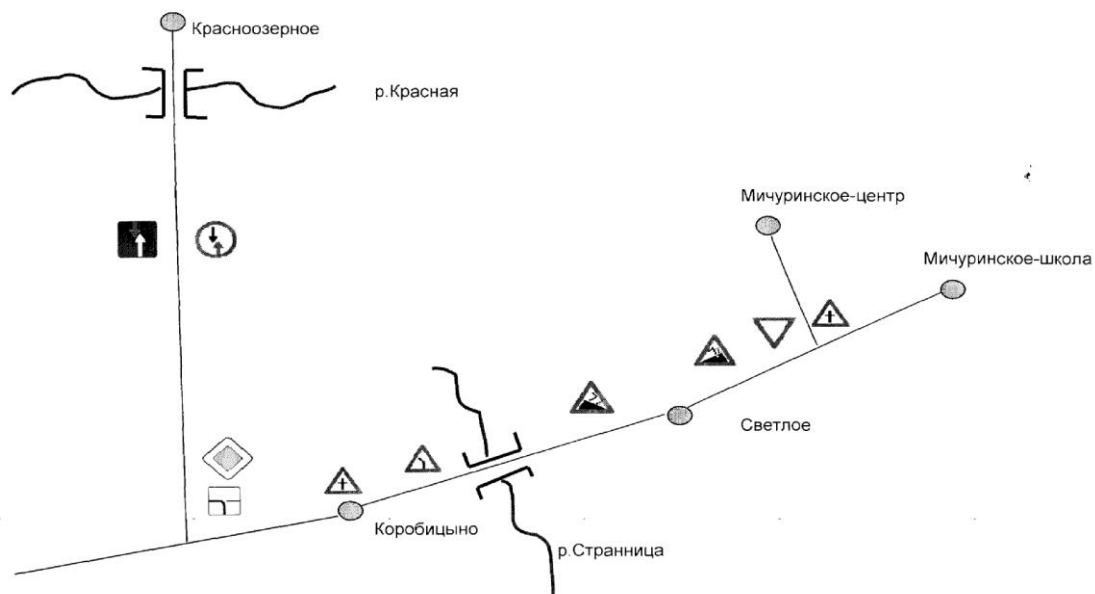 Красноозерное
р.Красная
Мичуринское-центр
Мичуринское-школа
Светлое
Коробицыно
р.Странница